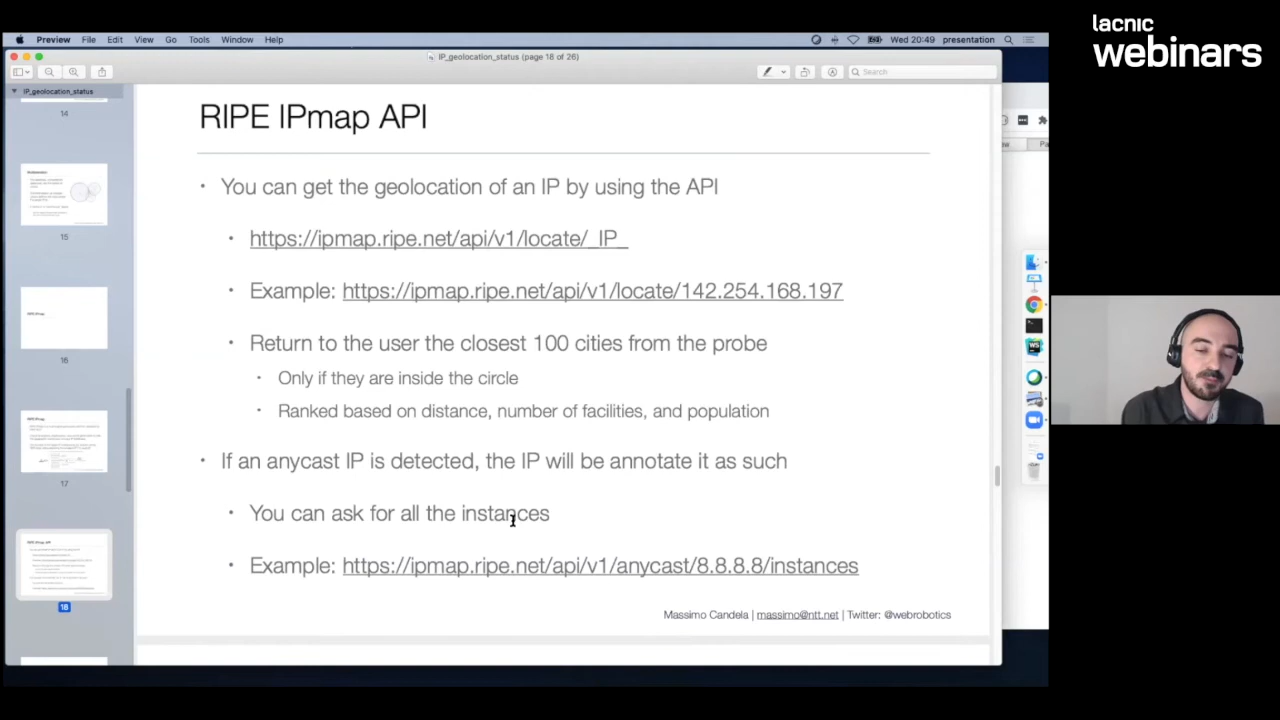 lacnic
webinars
Preview File Edit View Go Tools Window Help
Wed 20:49 presentation
IP_geolocation_status (page 18 of 26)
Search
IP_geolocation_status
14
15
16
17
18
RIPE IPmap API
• You can get the geolocation of an IP by using the API
• https://ipmap.ripe.net/api/v1/locate/_IP_
• Example: https://ipmap.ripe.net/api/v1/locate/142.254.168.197
• Return to the user the closest 100 cities from the probe
• Only if they are inside the circle
• Ranked based on distance, number of facilities, and population
• If an anycast IP is detected, the IP will be annotate it as such
• You can ask for all the instances
• Example: https://ipmap.ripe.net/api/v1/anycast/8.8.8.8/instances
Massimo Candela | massimo@ntt.net | Twitter: @webrobotics